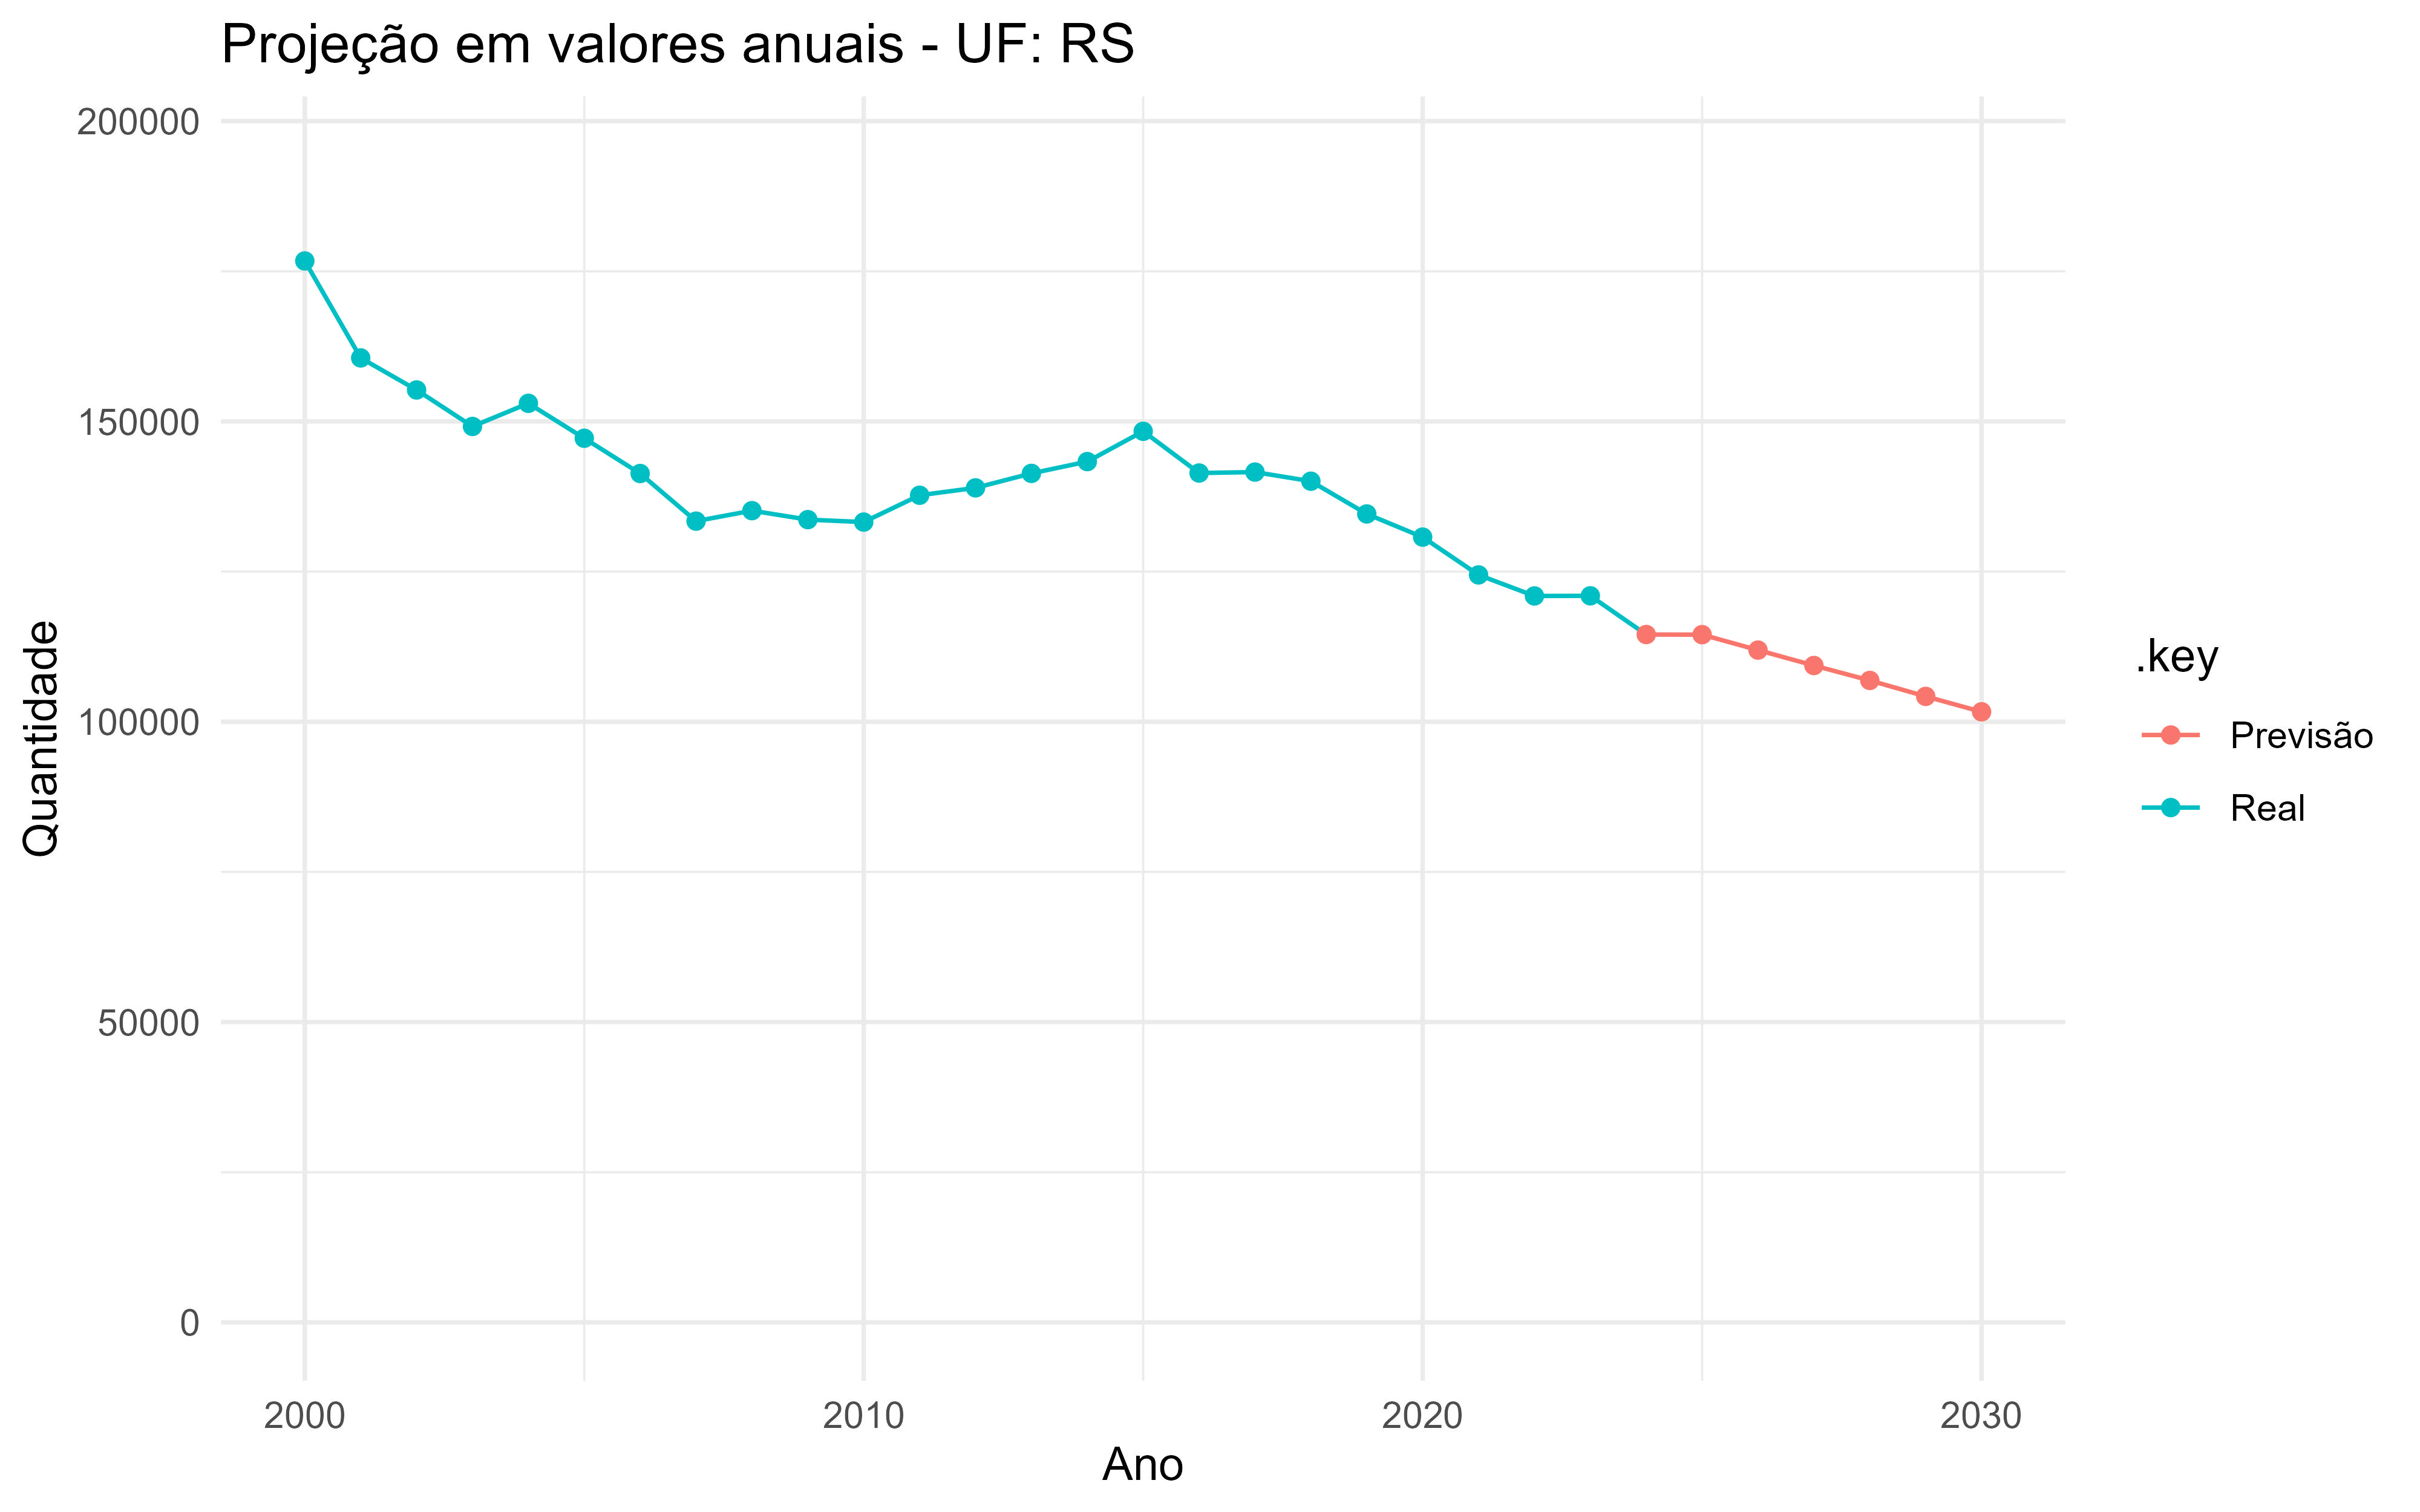 Projeção em valores anuais - UF: RS
200000
150000
100000
50000
0
Quantidade
2000
2010
2020
2030
Ano
.key
Previsão
Real